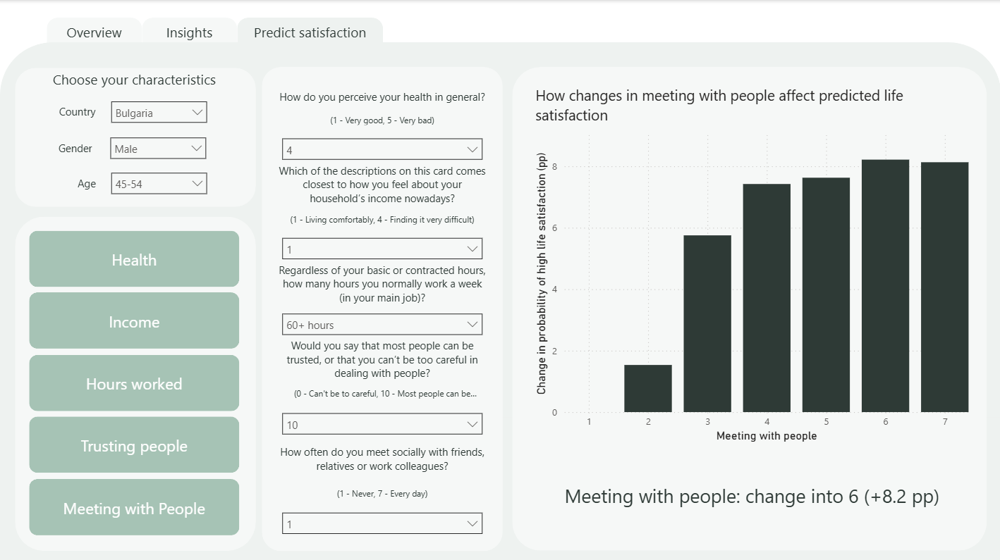 Overview
Insights
Predict satisfaction
Choose your characteristics
Country
Bulgaria
Gender
Male
Age
45-54
Health
Income
Hours worked
Trusting people
Meeting with People
How do you perceive your health in general?
(1 - Very good, 5 - Very bad)
4
Which of the descriptions on this card comes
closest to how you feel about your
household's income nowadays?
(1 - Living comfortably, 4 - Finding it very difficult)
1
Regardless of your basic or contracted hours,
how many hours you normally work a week
(in your main job)?
60+ hours
Would you say that most people can be
trusted, or that you can't be too careful in
dealing with people?
(0 - Can't be to careful, 10 - Most people can be...
10
How often do you meet socially with friends,
relatives or work colleagues?
(1 - Never, 7 - Every day)
1
How changes in meeting with people affect predicted life
satisfaction
Change in probability of high life satisfaction (pp)
8
6
4
2
0
1 2 3 4 5 6 7
Meeting with people
Meeting with people: change into 6 (+8.2 pp)